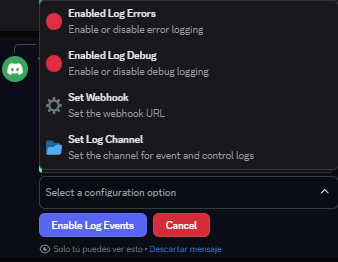 Enabled Log Errors
Enable or disable error logging
Enabled Log Debug
Enable or disable debug logging
Set Webhook
Set the webhook URL
Set Log Channel
Set the channel for event and control logs
Select a configuration option
Enable Log Events
Cancel
Solo tú puedes ver esto • Descartar mensaje